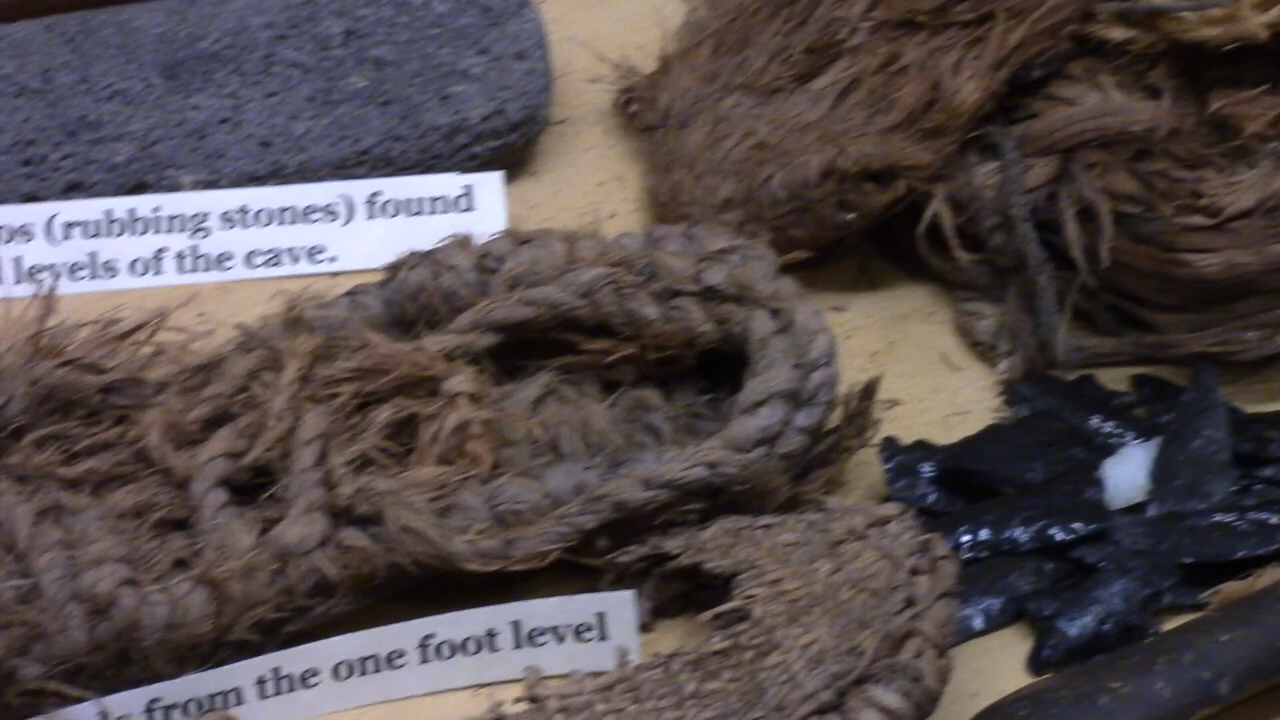 os (rubbing stones) found
levels of the cave.
from the one foot level